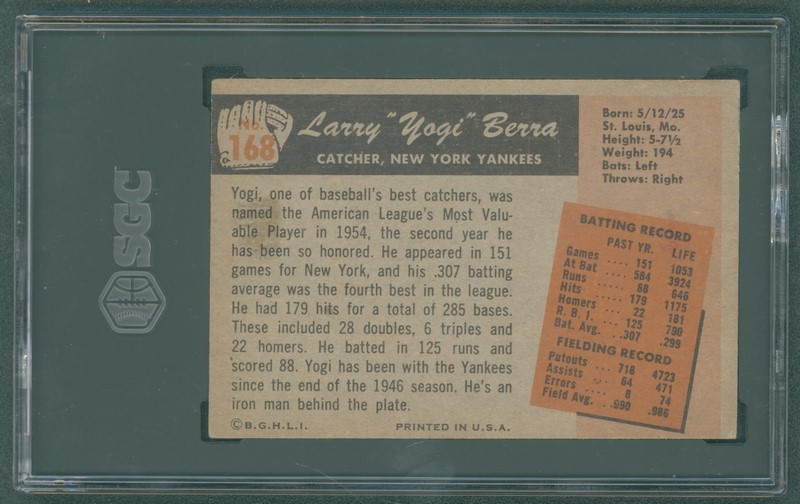 No.
168
Larry "Yogi" Berra
CATCHER, NEW YORK YANKEES
Born: 5/12/25
St. Louis, Mo.
Height: 5-7½
Weight: 194
Bats: Left
Throws: Right
Yogi, one of baseball's best catchers, was
named the American League's Most Valu-
able Player in 1954, the second year he
has been so honored. He appeared in 151
games for New York, and his .307 batting
average was the fourth best in the league.
He had 179 hits for a total of 285 bases.
These included 28 doubles, 6 triples and
22 homers. He batted in 125 runs and
scored 88. Yogi has been with the Yankees
since the end of the 1946 season. He's an
iron man behind the plate.
©B.G.H.L.I. PRINTED IN U.S.A.
BATTING RECORD
PAST YR. LIFE
Games .... 151 1053
At Bat .... 584 3924
Runs .... 88 646
Hits .... 179 1175
Homers .... 22 181
R. B. I. .... 125 790
Bat. Avg. .. .307 .299
FIELDING RECORD
Putouts .... 718 4723
Assists .... 64 471
Errors .... 8 74
Field Avg. ... .990 .986
SGC